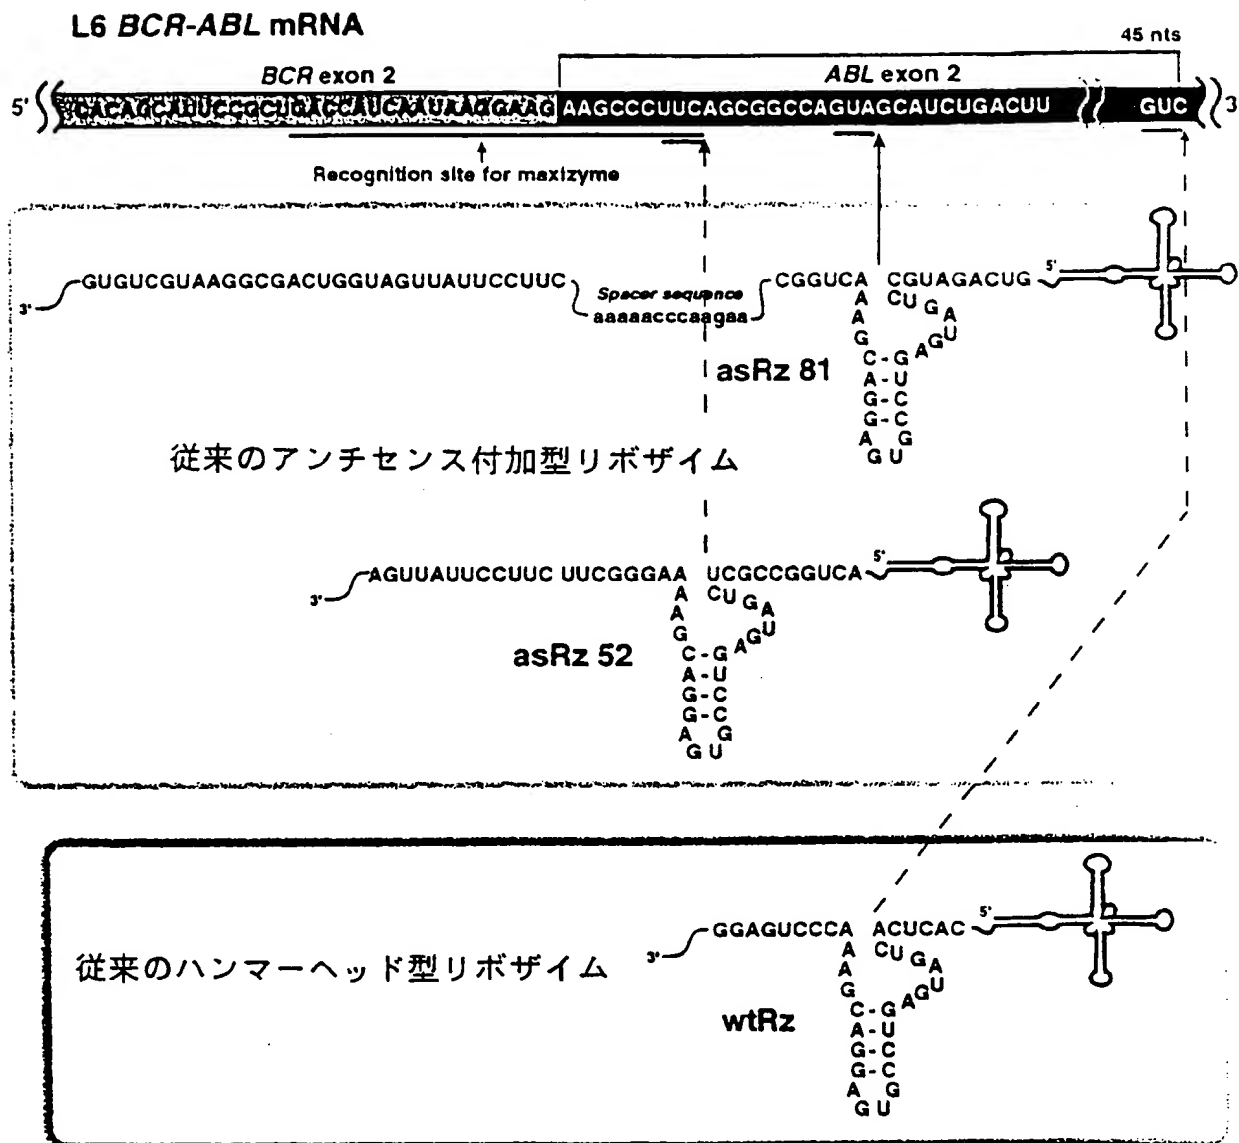 L6 BCR-ABL mRNA
45 nts
BCR exon 2
ABL exon 2
5'
AAGCCCUUCAGCGGCCAGUAGCAUCUGACUU
GUC
3
Recognition site for maxizyme
3'
GUGUCGUAAGGCGACUGGUAGUUAUUCCUUC
Spacer sequence
aaaaacccaagaa
CGGUCA
CGUAGACUG
5'
A
A
G
C-G
A-U
G-C
G-C
A
G
G
U
CUGAUGA
asRz 81
従来のアンチセンス付加型リボザイム
3'
AGUUAUUCCUUC UUCGGGAA
UCGCCGGUCA
5'
A
A
G
C-G
A-U
G-C
G-C
A
G
G
U
CUGAUGA
asRz 52
3'
GGAGUCCCA
ACUCAC
5'
A
A
G
C-G
A-U
G-C
G-C
A
G
G
U
CUGAUGA
従来のハンマーヘッド型リボザイム
wtRz